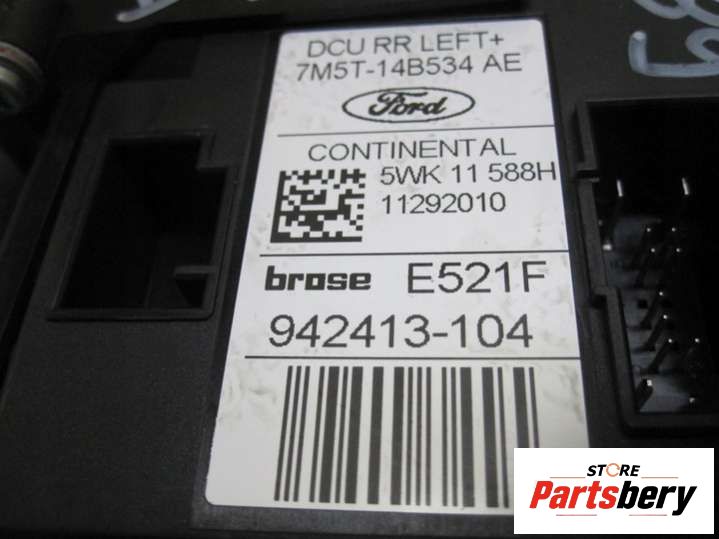 DCU RR LEFT+
7M5T-14B534 AE
Ford
CONTINENTAL
5WK 11 588H
11292010
brose E521F
942413-104
STORE
Partsbery